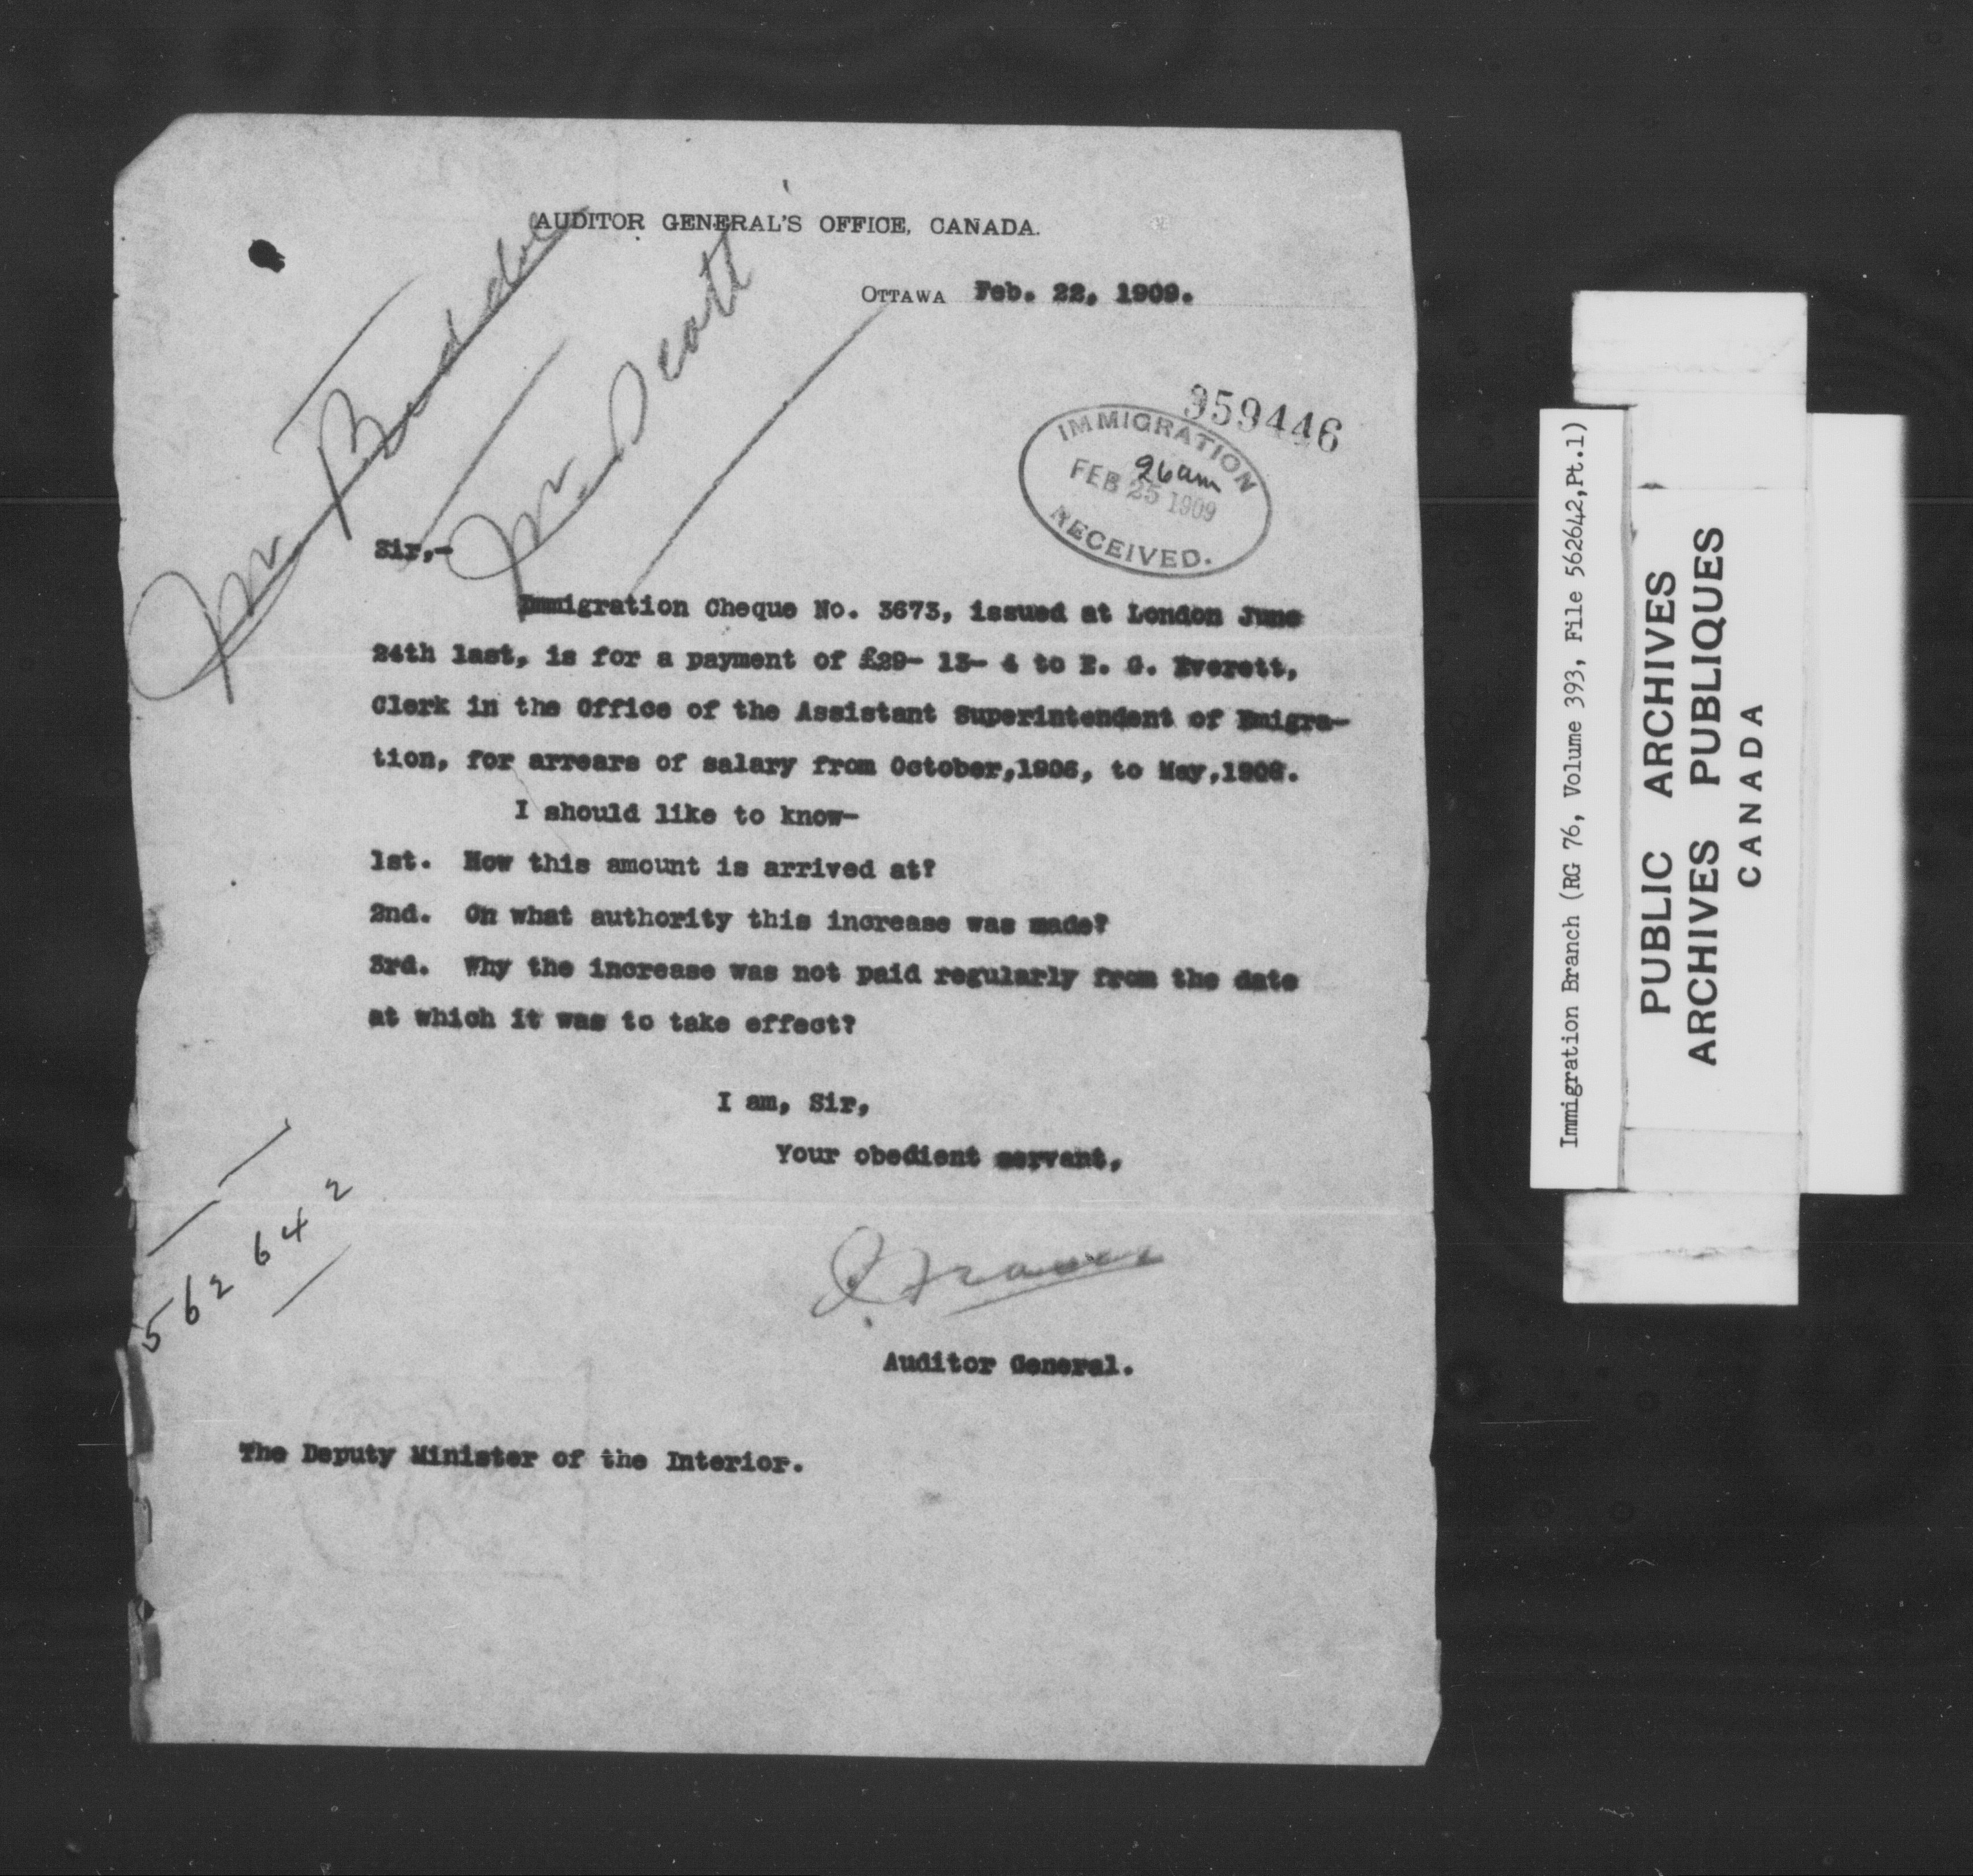 AUDITOR GENERAL'S OFFICE, CANADA.
OTTAWA Feb. 22, 1909.
Mr Scott
959446
IMMIGRATION
26 am
FEB 25 1909
RECEIVED.
Sir,-
Immigration Cheque No. 3673, issued at London June
24th last, is for a payment of £29- 13- 4 to E. G. Everett,
Clerk in the Office of the Assistant Superintendent of Emigra-
tion, for arrears of salary from October,1906, to May,1908.
I should like to know-
1st. How this amount is arrived at?
2nd. On what authority this increase was made?
3rd. Why the increase was not paid regularly from the date
at which it was to take effect?
I am, Sir,
Your obedient servant,
Auditor General.
562642
The Deputy Minister of the Interior.
Immigration Branch (RG 76, Volume 393, File 562642,Pt.1)
PUBLIC ARCHIVES
ARCHIVES PUBLIQUES
CANADA